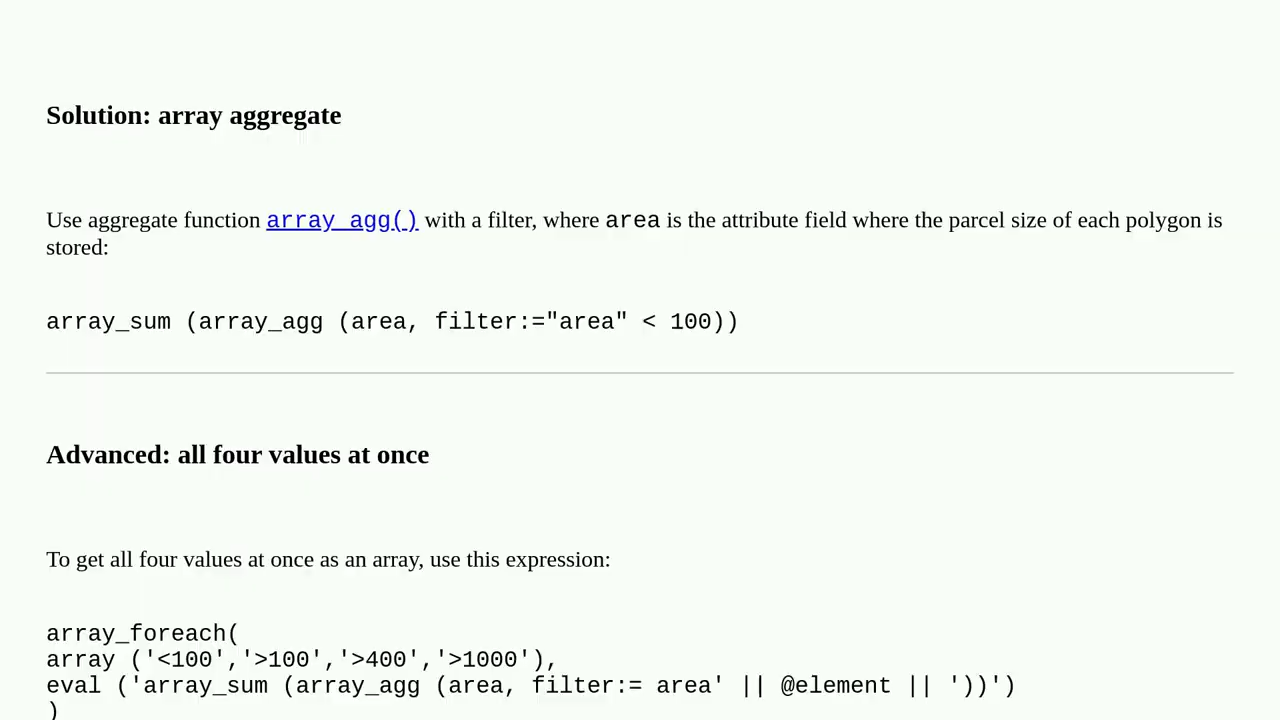 Solution: array aggregate
Use aggregate function array_agg() with a filter, where area is the attribute field where the parcel size of each polygon is
stored:
array_sum (array_agg (area, filter:="area" < 100))
Advanced: all four values at once
To get all four values at once as an array, use this expression:
array_foreach(
array ('<100','>100','>400','>1000'),
eval ('array_sum (array_agg (area, filter:= area' || @element || '))')
)